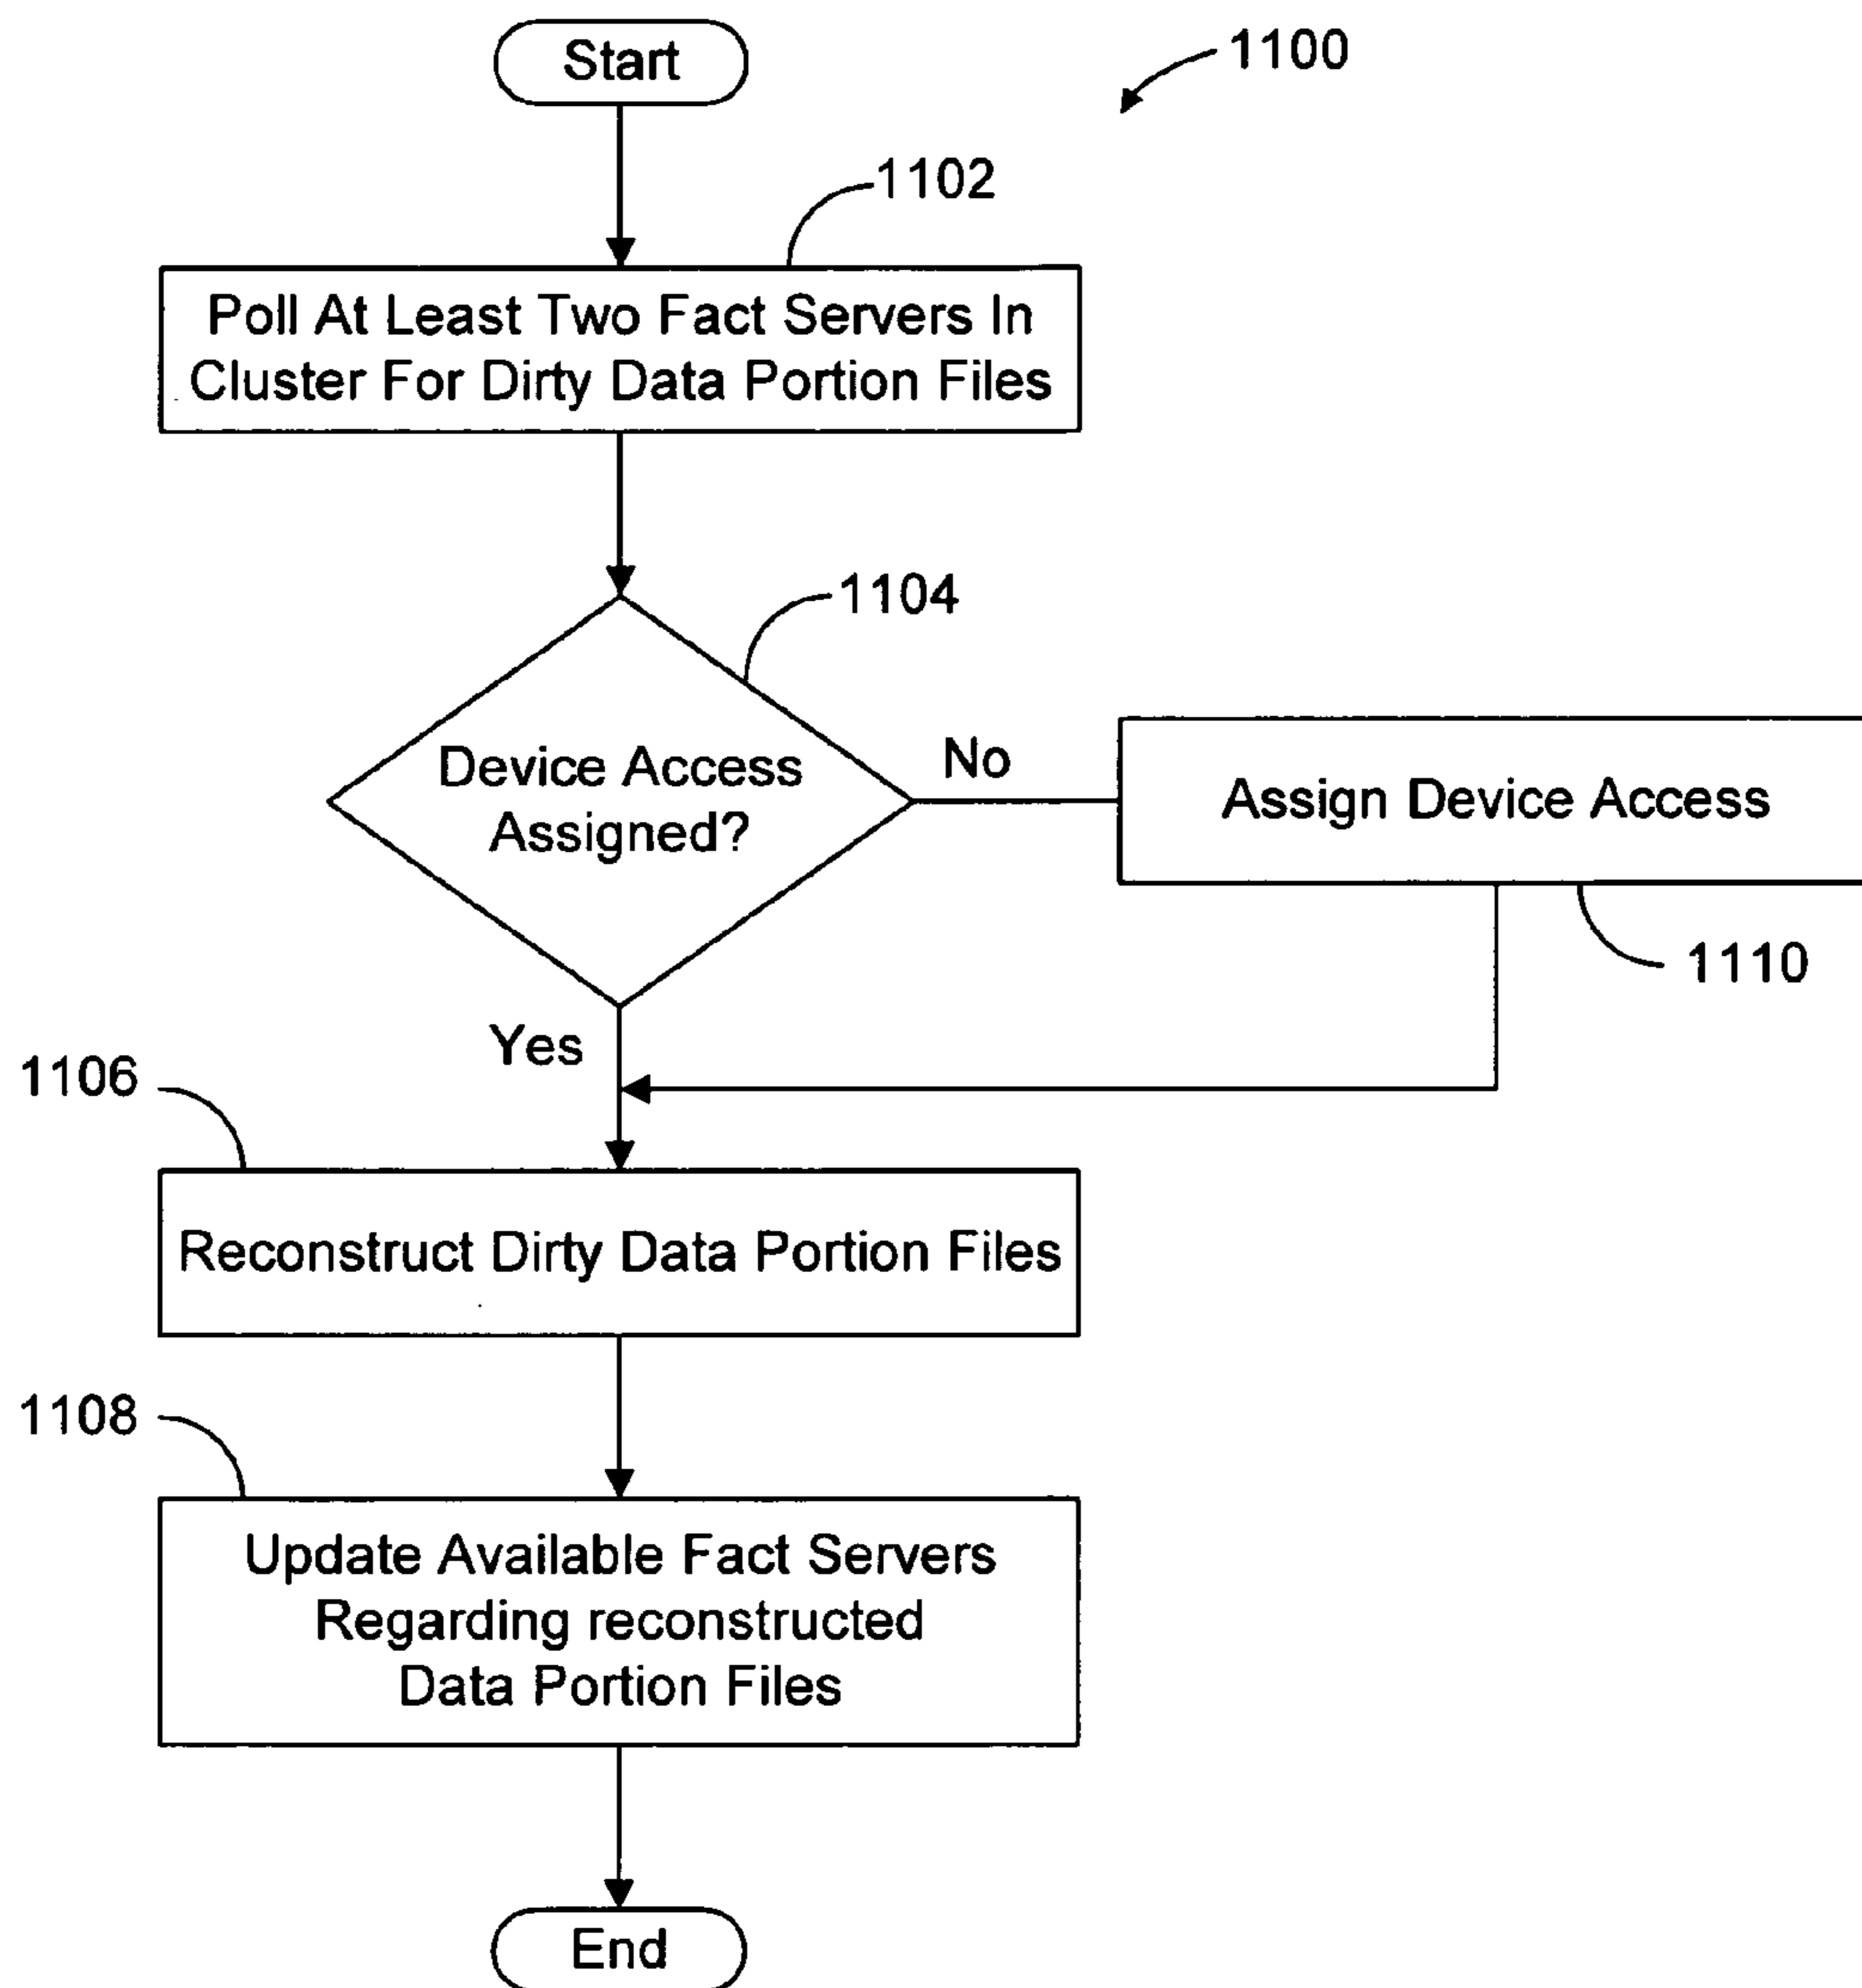 Start
1100
1102
Poll At Least Two Fact Servers In
Cluster For Dirty Data Portion Files
1104
Device Access
Assigned?
No
Assign Device Access
1110
Yes
1106
Reconstruct Dirty Data Portion Files
1108
Update Available Fact Servers
Regarding reconstructed
Data Portion Files
End